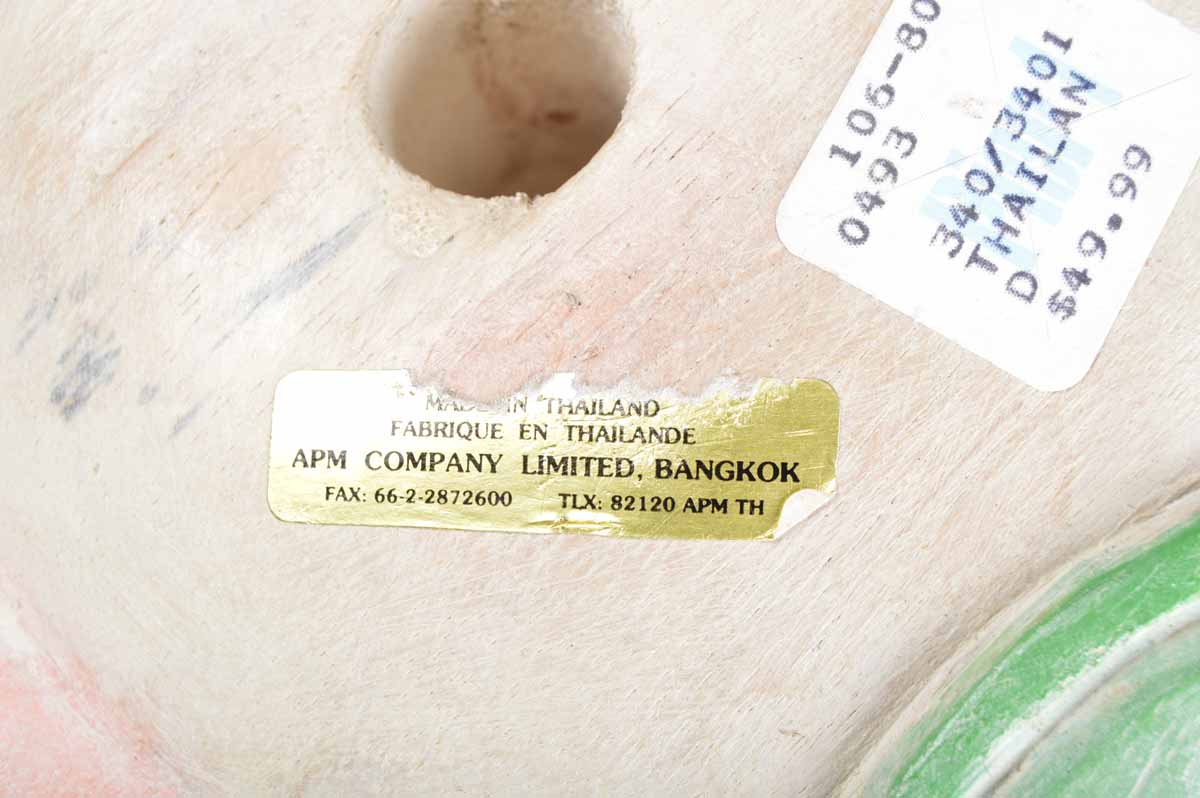 MADE IN THAILAND
FABRIQUE EN THAILANDE
APM COMPANY LIMITED, BANGKOK
FAX: 66-2-2872600 TLX: 82120 APM TH
106-80
0493
340/3401
THAILAN
D
$49.99